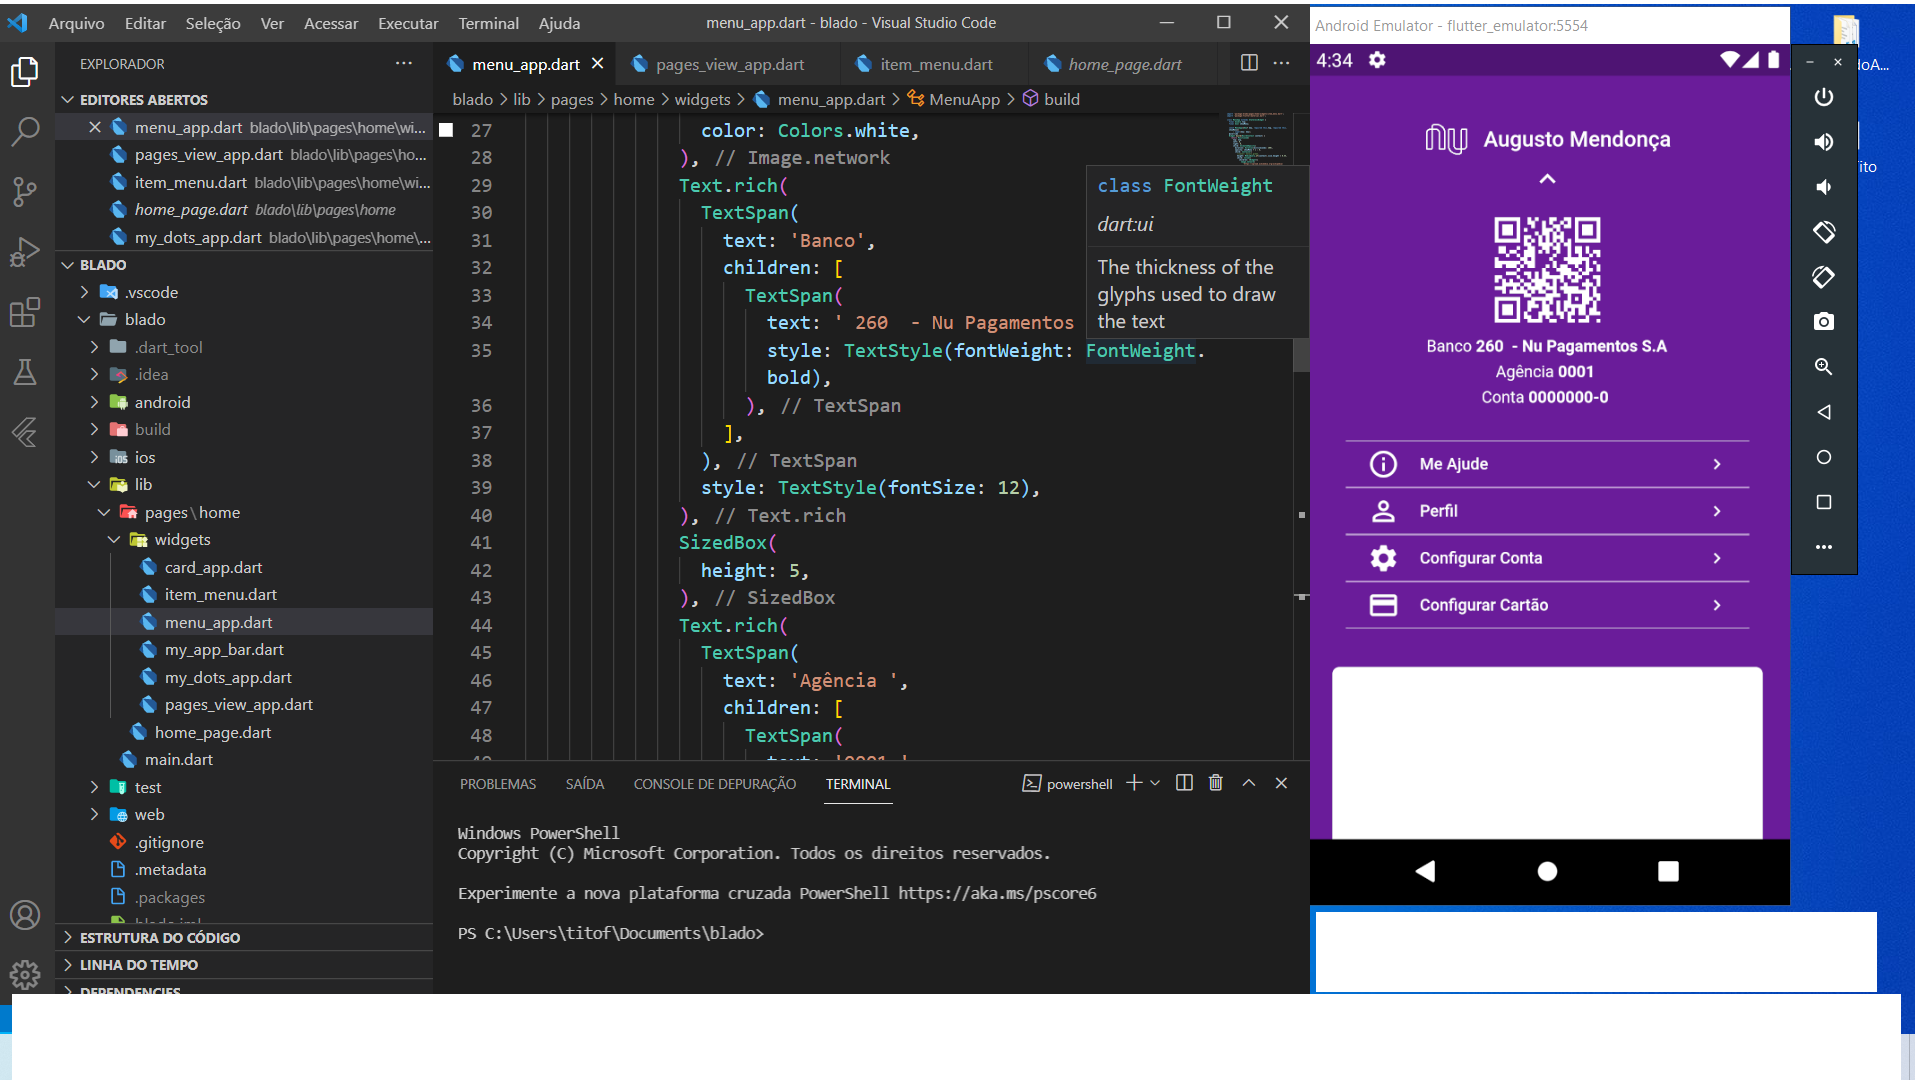 Arquivo Editar Seleção Ver Acessar Executar Terminal Ajuda
menu_app.dart - blado - Visual Studio Code
EXPLORADOR
EDITORES ABERTOS
menu_app.dart blado\lib\pages\home\wi...
pages_view_app.dart blado\lib\pages\ho...
item_menu.dart blado\lib\pages\home\wi...
home_page.dart blado\lib\pages\home
my_dots_app.dart blado\lib\pages\home\...
BLADO
.vscode
blado
.dart_tool
.idea
android
build
ios
lib
pages\home
widgets
card_app.dart
item_menu.dart
menu_app.dart
my_app_bar.dart
my_dots_app.dart
pages_view_app.dart
home_page.dart
main.dart
test
web
.gitignore
.metadata
.packages
ESTRUTURA DO CÓDIGO
LINHA DO TEMPO
DEPENDENCIES
menu_app.dart pages_view_app.dart item_menu.dart home_page.dart
blado > lib > pages > home > widgets > menu_app.dart > MenuApp > build
27 color: Colors.white,
28 ), // Image.network
29 Text.rich(
30 TextSpan(
31 text: 'Banco',
32 children: [
33 TextSpan(
34 text: ' 260  - Nu Pagamentos
35 style: TextStyle(fontWeight: FontWeight.
bold),
36 ), // TextSpan
37 ],
38 ), // TextSpan
39 style: TextStyle(fontSize: 12),
40 ), // Text.rich
41 SizedBox(
42 height: 5,
43 ), // SizedBox
44 Text.rich(
45 TextSpan(
46 text: 'Agência ',
47 children: [
48 TextSpan(
class FontWeight
dart:ui
The thickness of the
glyphs used to draw
the text
PROBLEMAS SAÍDA CONSOLE DE DEPURAÇÃO TERMINAL
powershell
Windows PowerShell
Copyright (C) Microsoft Corporation. Todos os direitos reservados.
Experimente a nova plataforma cruzada PowerShell https://aka.ms/pscore6
PS C:\Users\titof\Documents\blado>
Android Emulator - flutter_emulator:5554
4:34
Augusto Mendonça
Banco 260  - Nu Pagamentos S.A
Agência 0001
Conta 0000000-0
Me Ajude
Perfil
Configurar Conta
Configurar Cartão